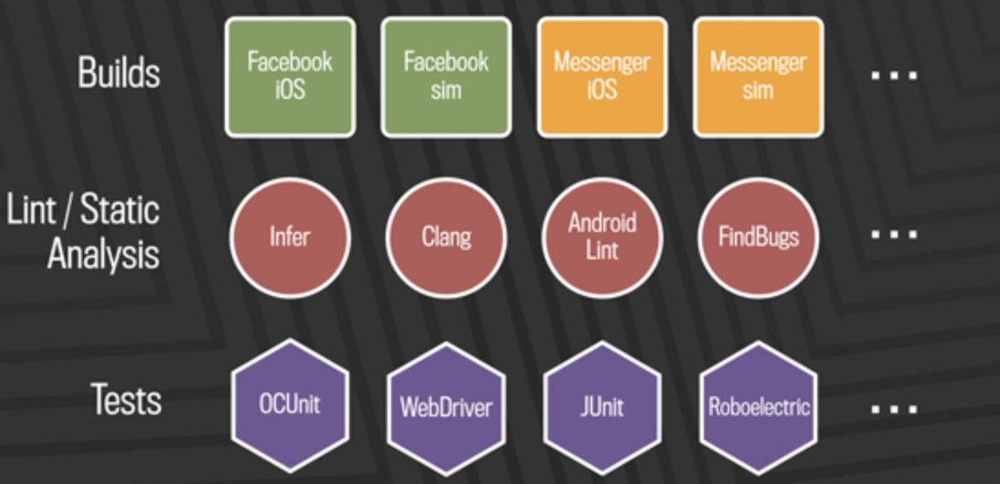 Builds
Facebook
iOS
Facebook
sim
Messenger
iOS
Messenger
sim
...
Lint / Static
Analysis
Infer
Clang
Android
Lint
FindBugs
...
Tests
OCUnit
WebDriver
JUnit
Roboelectric
...